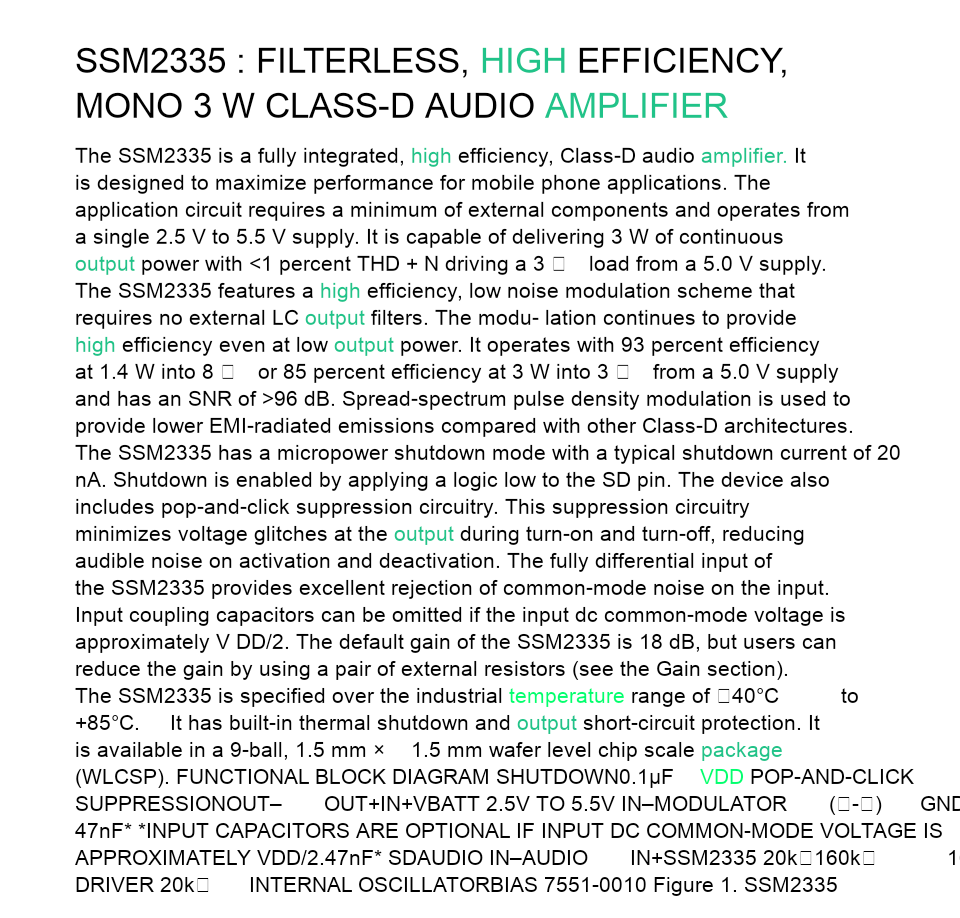 SSM2335 : FILTERLESS, HIGH EFFICIENCY,
MONO 3 W CLASS-D AUDIO AMPLIFIER
The SSM2335 is a fully integrated, high efficiency, Class-D audio amplifier. It
is designed to maximize performance for mobile phone applications. The
application circuit requires a minimum of external components and operates from
a single 2.5 V to 5.5 V supply. It is capable of delivering 3 W of continuous
output power with <1 percent THD + N driving a 3 □ load from a 5.0 V supply.
The SSM2335 features a high efficiency, low noise modulation scheme that
requires no external LC output filters. The modu- lation continues to provide
high efficiency even at low output power. It operates with 93 percent efficiency
at 1.4 W into 8 □ or 85 percent efficiency at 3 W into 3 □ from a 5.0 V supply
and has an SNR of >96 dB. Spread-spectrum pulse density modulation is used to
provide lower EMI-radiated emissions compared with other Class-D architectures.
The SSM2335 has a micropower shutdown mode with a typical shutdown current of 20
nA. Shutdown is enabled by applying a logic low to the SD pin. The device also
includes pop-and-click suppression circuitry. This suppression circuitry
minimizes voltage glitches at the output during turn-on and turn-off, reducing
audible noise on activation and deactivation. The fully differential input of
the SSM2335 provides excellent rejection of common-mode noise on the input.
Input coupling capacitors can be omitted if the input dc common-mode voltage is
approximately V DD/2. The default gain of the SSM2335 is 18 dB, but users can
reduce the gain by using a pair of external resistors (see the Gain section).
The SSM2335 is specified over the industrial temperature range of □40°C to
+85°C. It has built-in thermal shutdown and output short-circuit protection. It
is available in a 9-ball, 1.5 mm × 1.5 mm wafer level chip scale package
(WLCSP). FUNCTIONAL BLOCK DIAGRAM SHUTDOWN0.1µF VDD POP-AND-CLICK
SUPPRESSIONOUT– OUT+IN+VBATT 2.5V TO 5.5V IN–MODULATOR (□-□) GND
47nF* *INPUT CAPACITORS ARE OPTIONAL IF INPUT DC COMMON-MODE VOLTAGE IS
APPROXIMATELY VDD/2.47nF* SDAUDIO IN–AUDIO IN+SSM2335 20k□160k□
DRIVER 20k□ INTERNAL OSCILLATORBIAS 7551-0010 Figure 1. SSM2335